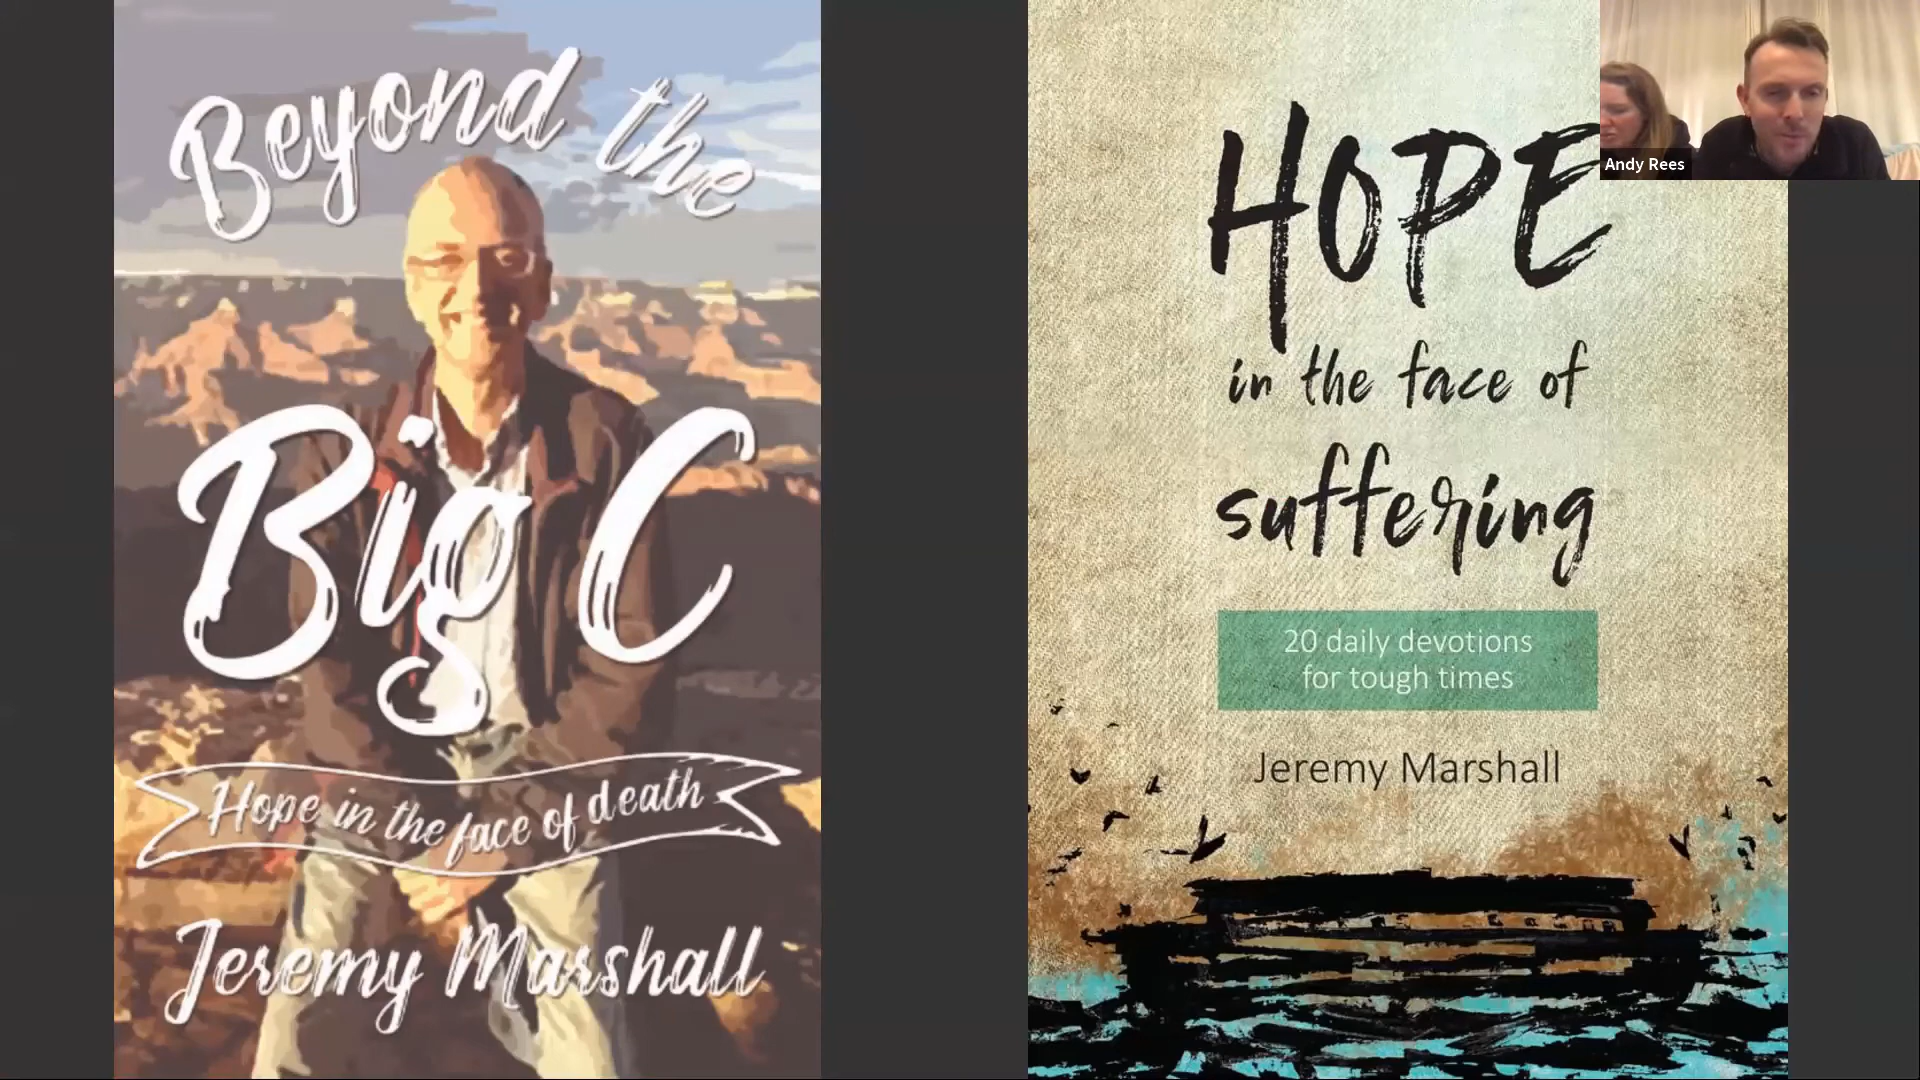 Beyond the
Big C
Hope in the face of death
Jeremy Marshall
HOPE
in the face of
suffering
20 daily devotions
for tough times
Jeremy Marshall
Andy Rees